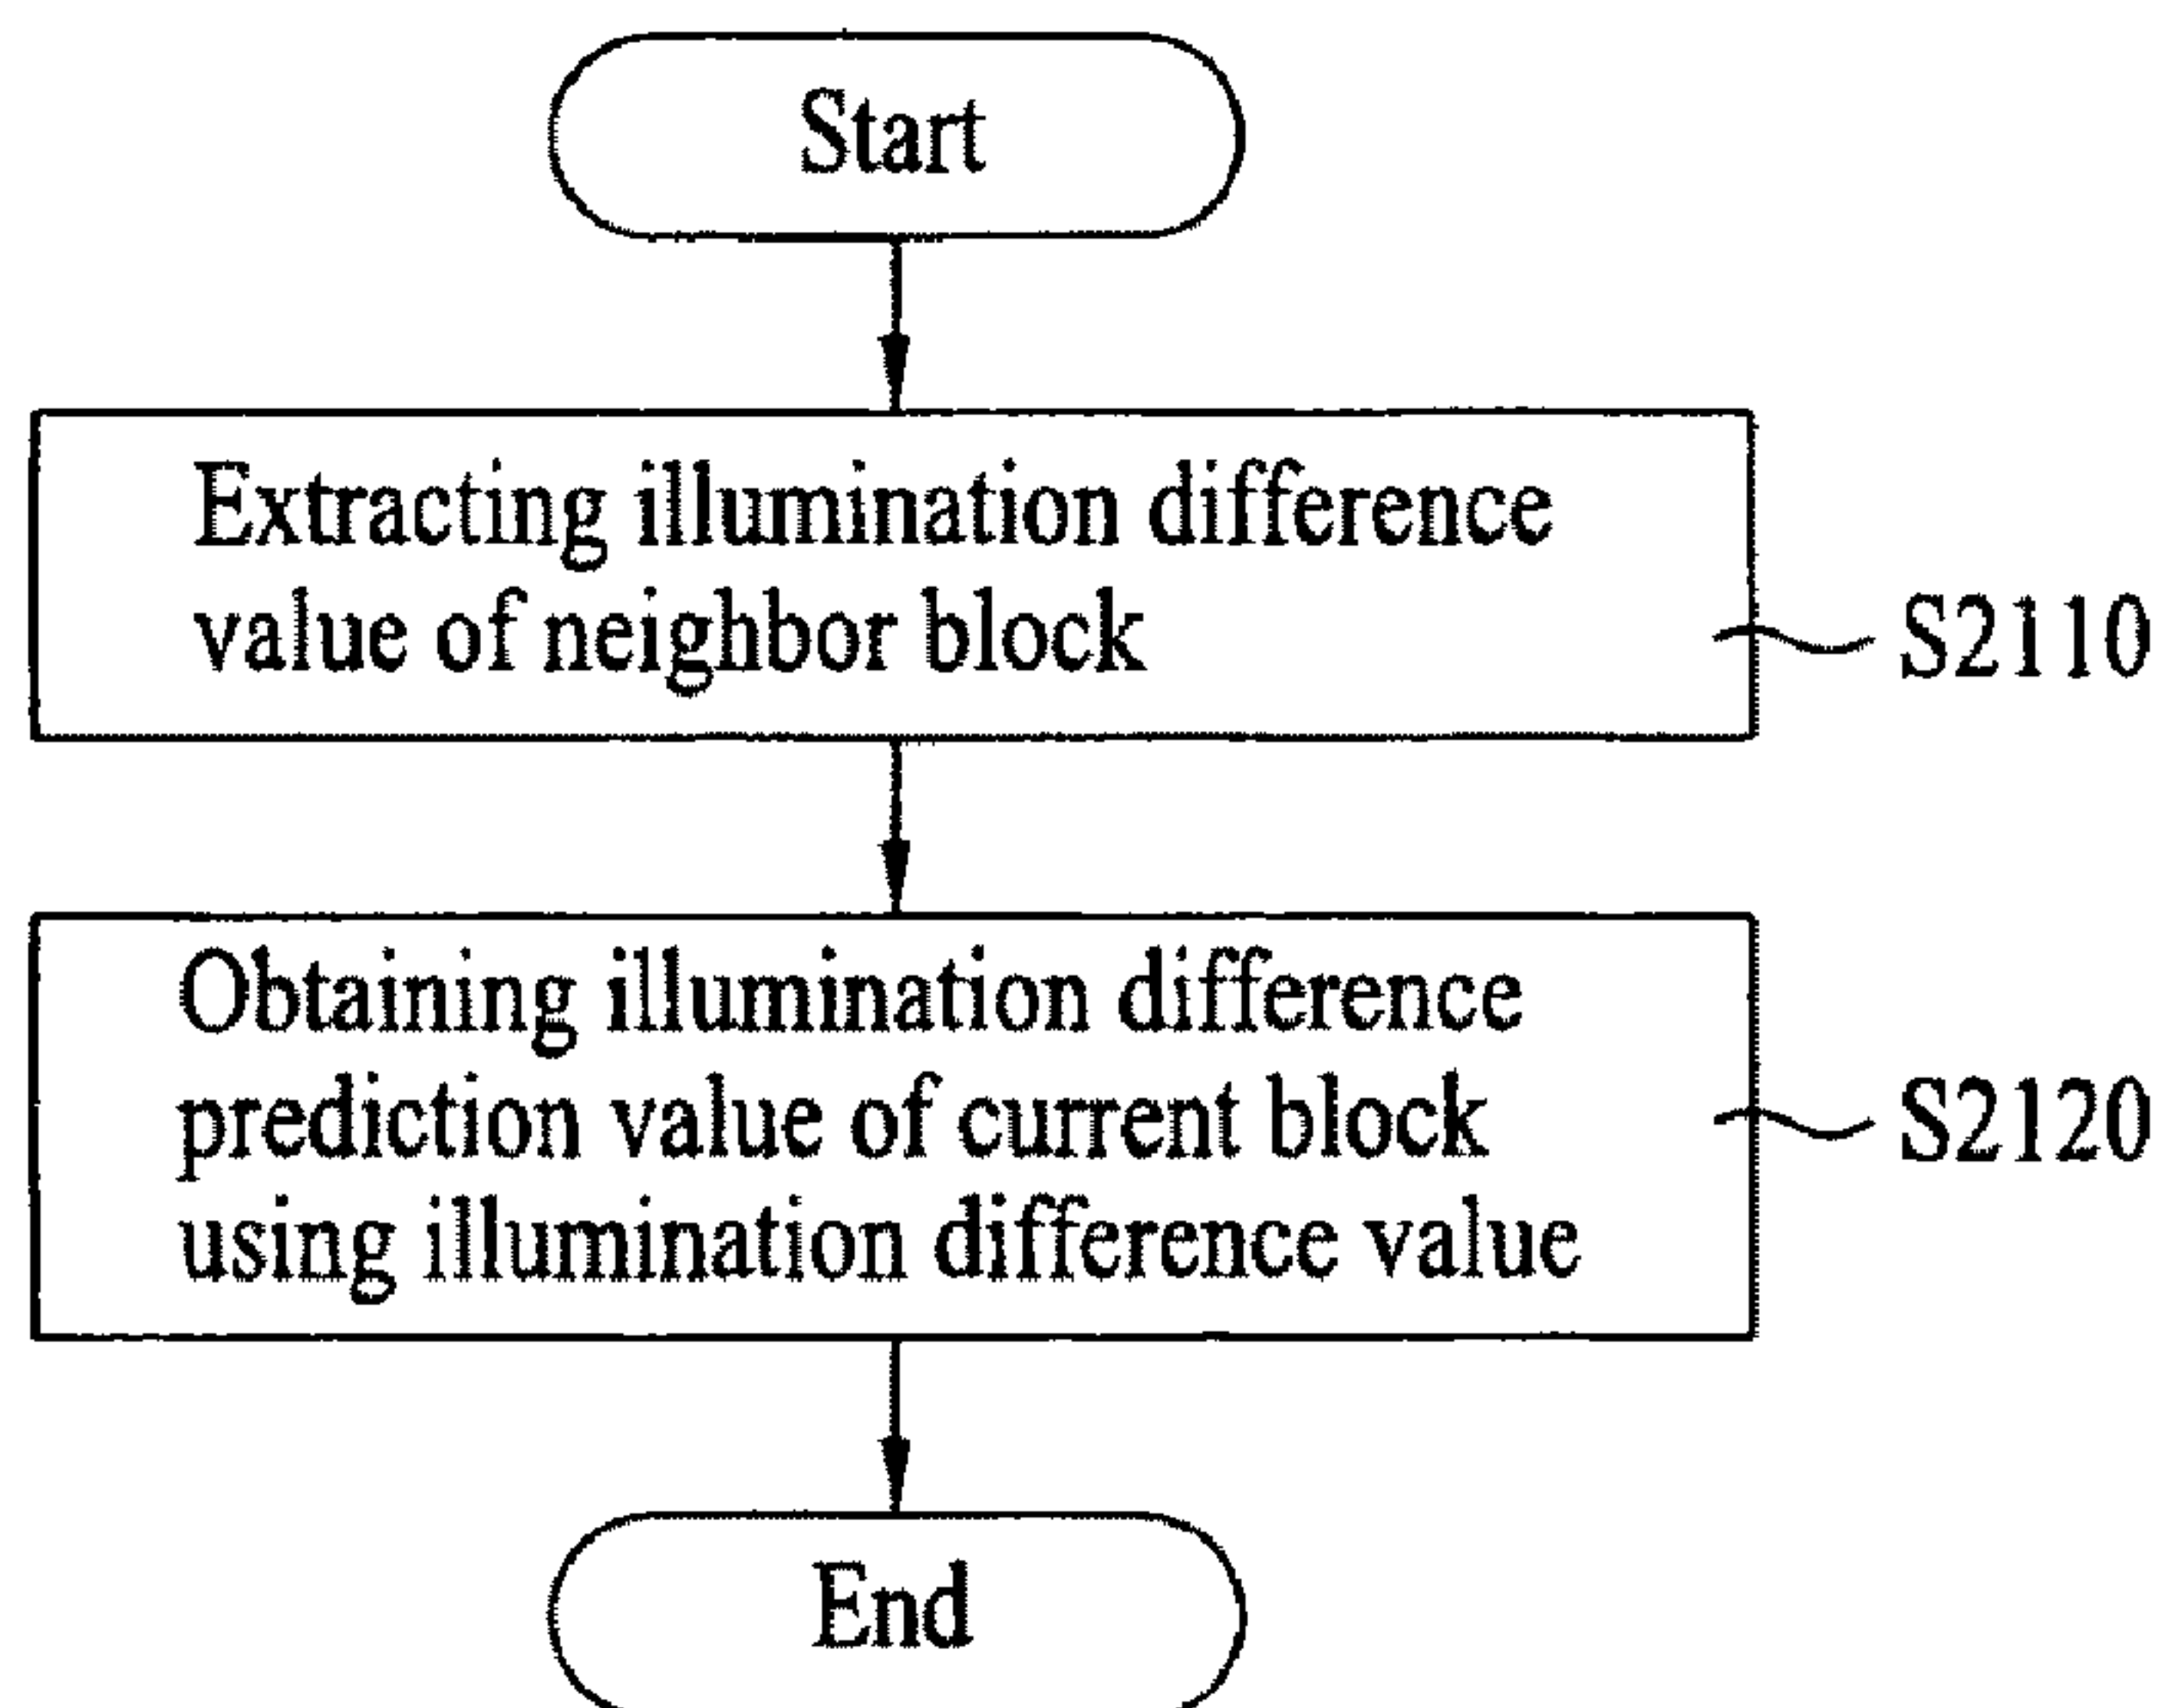 Start
Extracting illumination difference
value of neighbor block
S2110
Obtaining illumination difference
prediction value of current block
using illumination difference value
S2120
End